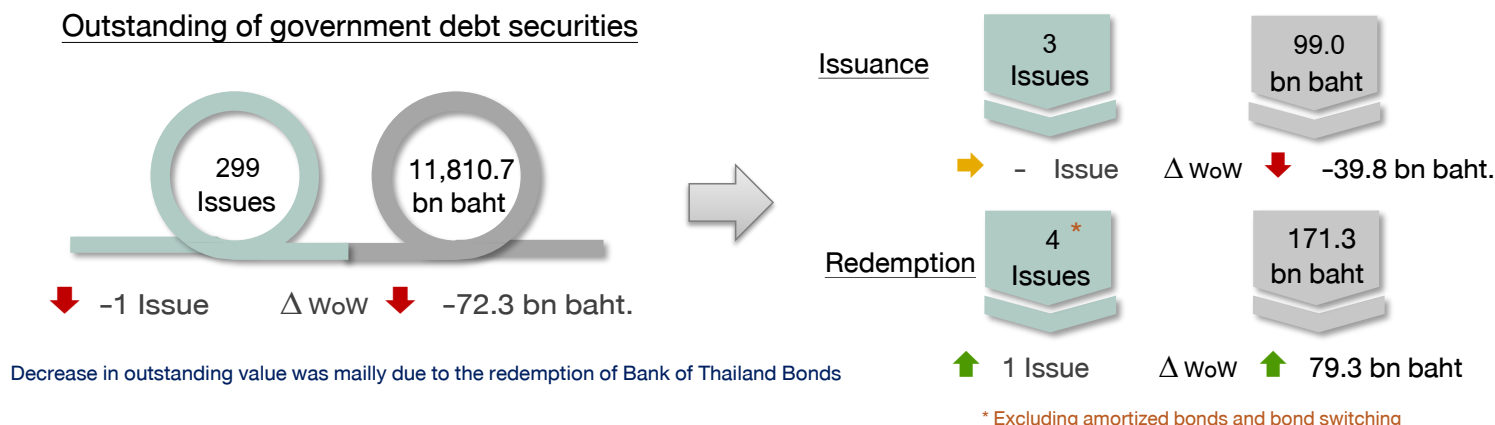 Outstanding of government debt securities
299
Issues
11,810.7
bn baht
-1 Issue
Δ WoW
-72.3 bn baht.
Decrease in outstanding value was mailly due to the redemption of Bank of Thailand Bonds
Issuance
3
Issues
99.0
bn baht
- Issue
Δ WoW
-39.8 bn baht.
Redemption
4 *
Issues
171.3
bn baht
1 Issue
Δ WoW
79.3 bn baht
* Excluding amortized bonds and bond switching